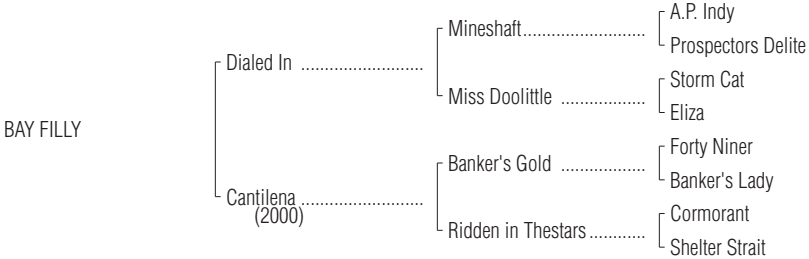 A.P. Indy
Mineshaft...........................
Prospectors Delite
Dialed In ...........................
Storm Cat
Miss Doolittle ...................
Eliza
BAY FILLY
Forty Niner
Banker's Gold ...................
Banker's Lady
Cantilena ...........................
(2000)
Cormorant
Ridden in Thestars.............
Shelter Strait